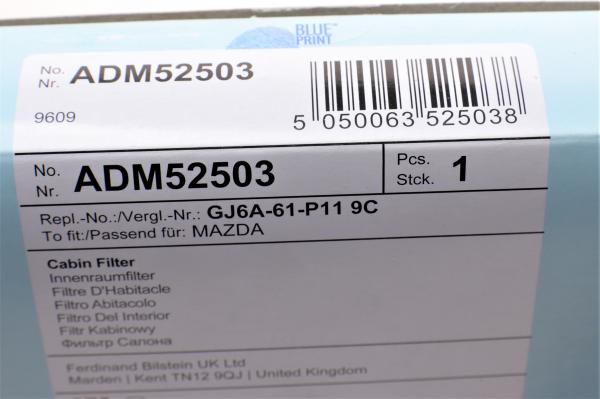 BLUE™
PRINT
No.
Nr. ADM52503
9609
5 050063 525038
No.
Nr. ADM52503
Pcs.
Stck. 1
Repl.-No.:/Vergl.-Nr.: GJ6A-61-P11 9C
To fit:/Passend für: MAZDA
Cabin Filter
Innenraumfilter
Filtre D'Habitacle
Filtro Abitacolo
Filtro Del Interior
Filtr Kabinowy
Фильтр Салона
Ferdinand Bilstein UK Ltd
Marden | Kent TN12 9QJ | United Kingdom